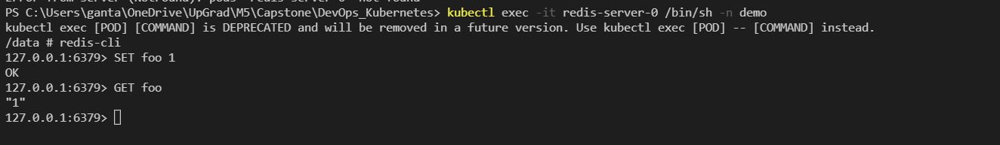 PS C:\Users\ganta\OneDrive\UpGrad\M5\Capstone\DevOps_Kubernetes> kubectl exec -it redis-server-0 /bin/sh -n demo
kubectl exec [POD] [COMMAND] is DEPRECATED and will be removed in a future version. Use kubectl exec [POD] -- [COMMAND] instead.
/data # redis-cli
127.0.0.1:6379> SET foo 1
OK
127.0.0.1:6379> GET foo
"1"
127.0.0.1:6379>